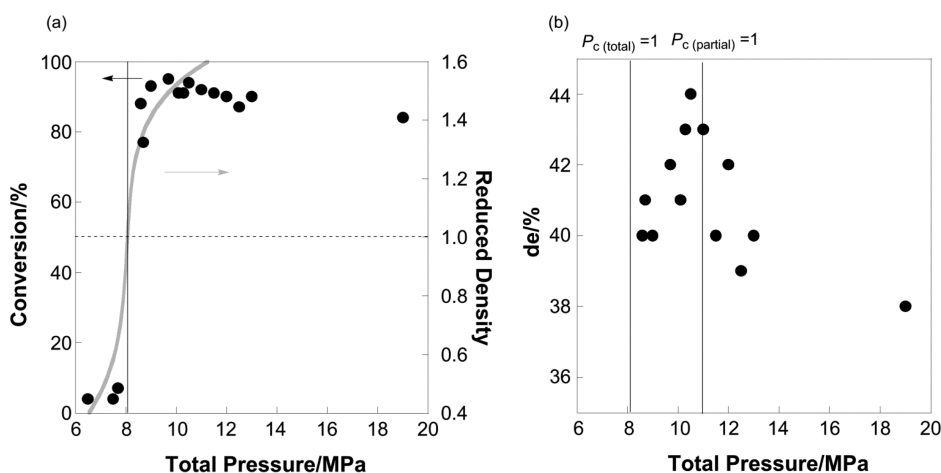 (a)
100
80
60
40
20
0
Conversion/%
1.6
1.4
1.2
1.0
0.8
0.6
0.4
Reduced Density
6 8 10 12 14 16 18 20
Total Pressure/MPa
(b)
Pc (total) =1 Pc (partial) =1
44
42
40
38
36
de/%
6 8 10 12 14 16 18 20
Total Pressure/MPa